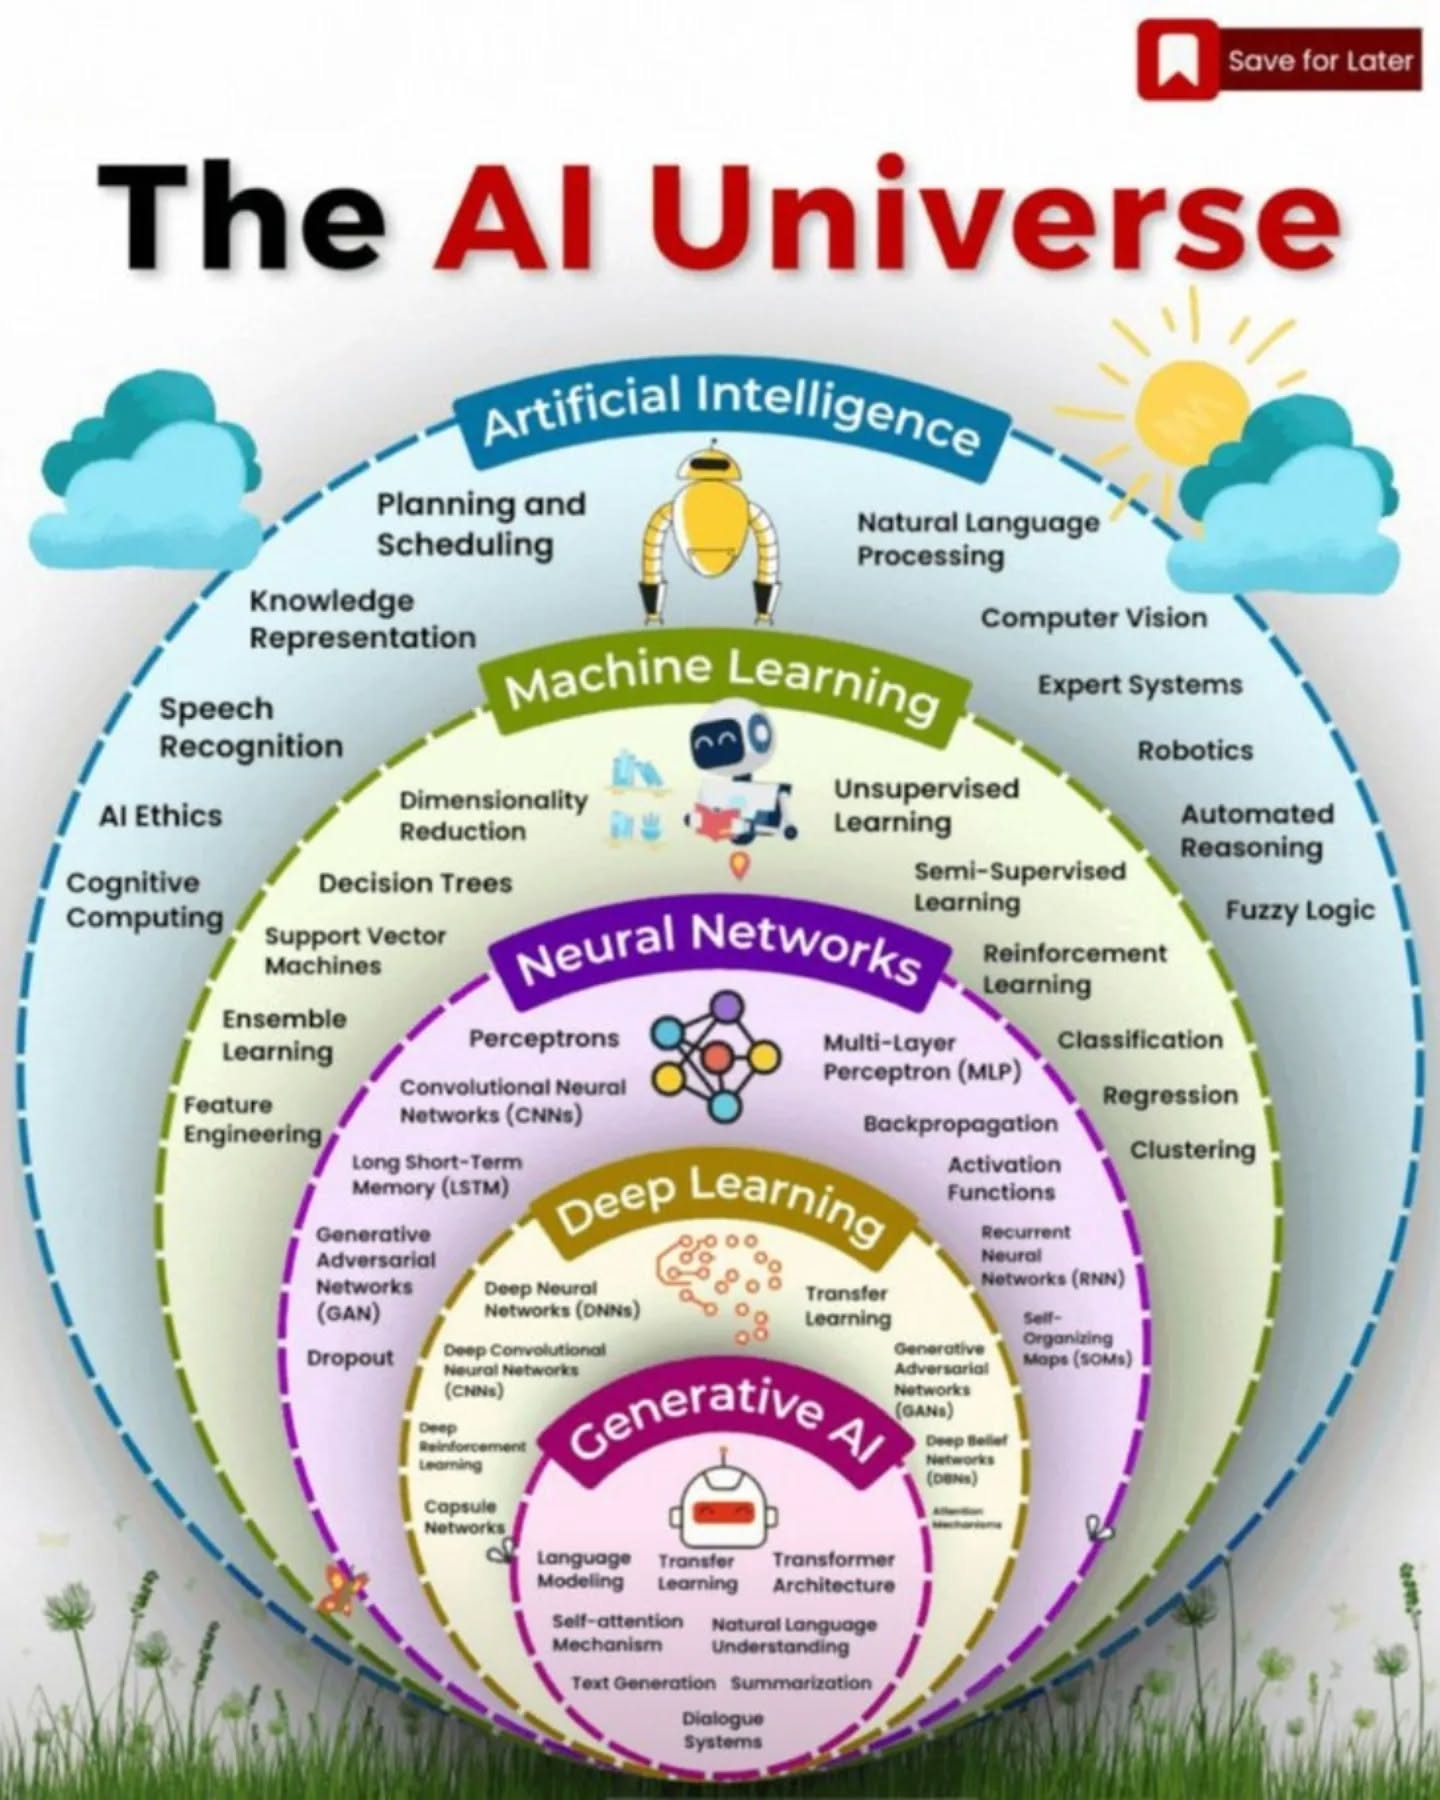 Save for Later
The AI Universe
Artificial Intelligence
Planning and
Scheduling
Natural Language
Processing
Knowledge
Representation
Computer Vision
Speech
Recognition
Expert Systems
Robotics
AI Ethics
Automated
Reasoning
Cognitive
Computing
Fuzzy Logic
Machine Learning
Dimensionality
Reduction
Unsupervised
Learning
Decision Trees
Semi-Supervised
Learning
Support Vector
Machines
Reinforcement
Learning
Ensemble
Learning
Classification
Feature
Engineering
Regression
Clustering
Neural Networks
Perceptrons
Multi-Layer
Perceptron (MLP)
Convolutional Neural
Networks (CNNs)
Backpropagation
Long Short-Term
Memory (LSTM)
Activation
Functions
Generative
Adversarial
Networks
(GAN)
Recurrent
Neural
Networks (RNN)
Dropout
Self-
Organizing
Maps (SOMs)
Deep Learning
Deep Neural
Networks (DNNs)
Transfer
Learning
Deep Convolutional
Neural Networks
(CNNs)
Generative
Adversarial
Networks
(GANs)
Deep
Reinforcement
Learning
Deep Belief
Networks
(DBNs)
Capsule
Networks
Attention
Mechanisms
Generative AI
Language
Modeling
Transfer
Learning
Transformer
Architecture
Self-attention
Mechanism
Natural Language
Understanding
Text Generation
Summarization
Dialogue
Systems